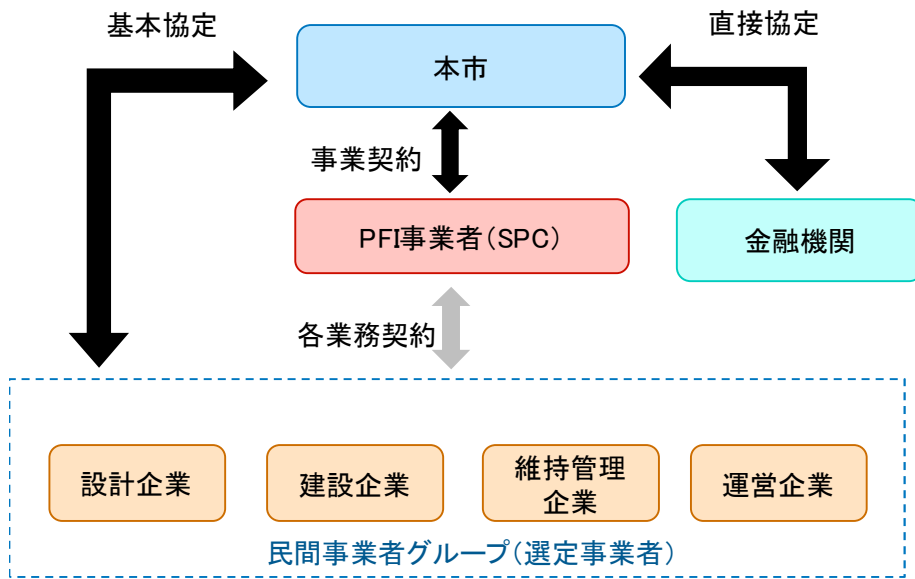 基本協定
直接協定
本市
事業契約
PFI事業者(SPC)
金融機関
各業務契約
設計企業
建設企業
維持管理
企業
運営企業
民間事業者グループ(選定事業者)